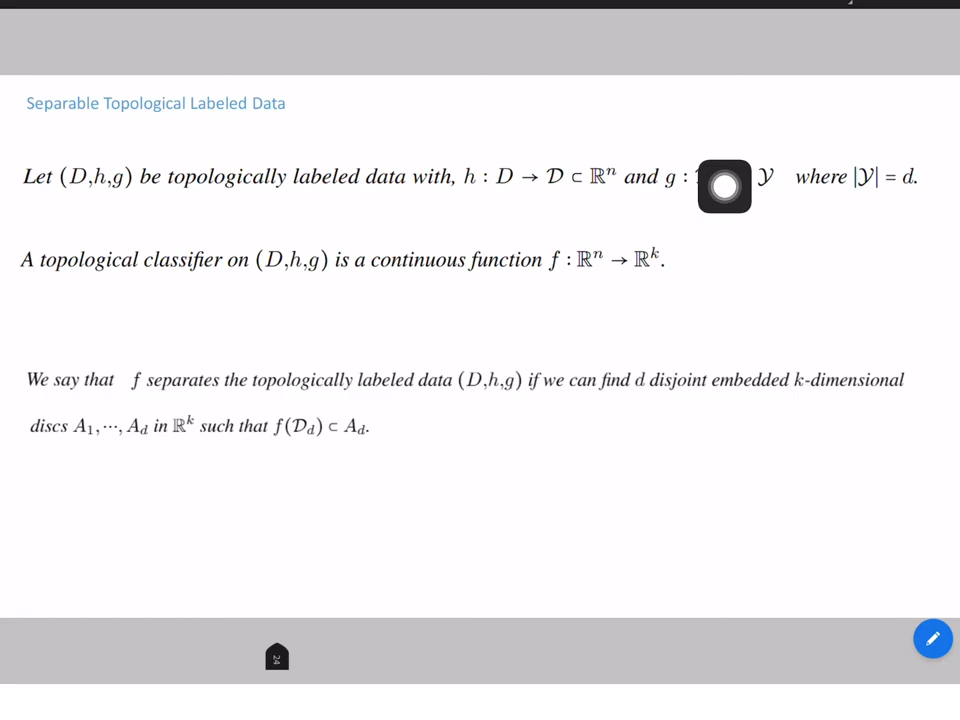 Separable Topological Labeled Data
Let (D,h,g) be topologically labeled data with, h : D → 𝒟 ⊂ ℝⁿ and g : 𝒴 where |𝒴| = d.
A topological classifier on (D,h,g) is a continuous function f : ℝⁿ → ℝᵏ.
We say that f separates the topologically labeled data (D,h,g) if we can find d disjoint embedded k-dimensional
discs A₁, ⋯, A_d in ℝᵏ such that f(𝒟_d) ⊂ A_d.
24